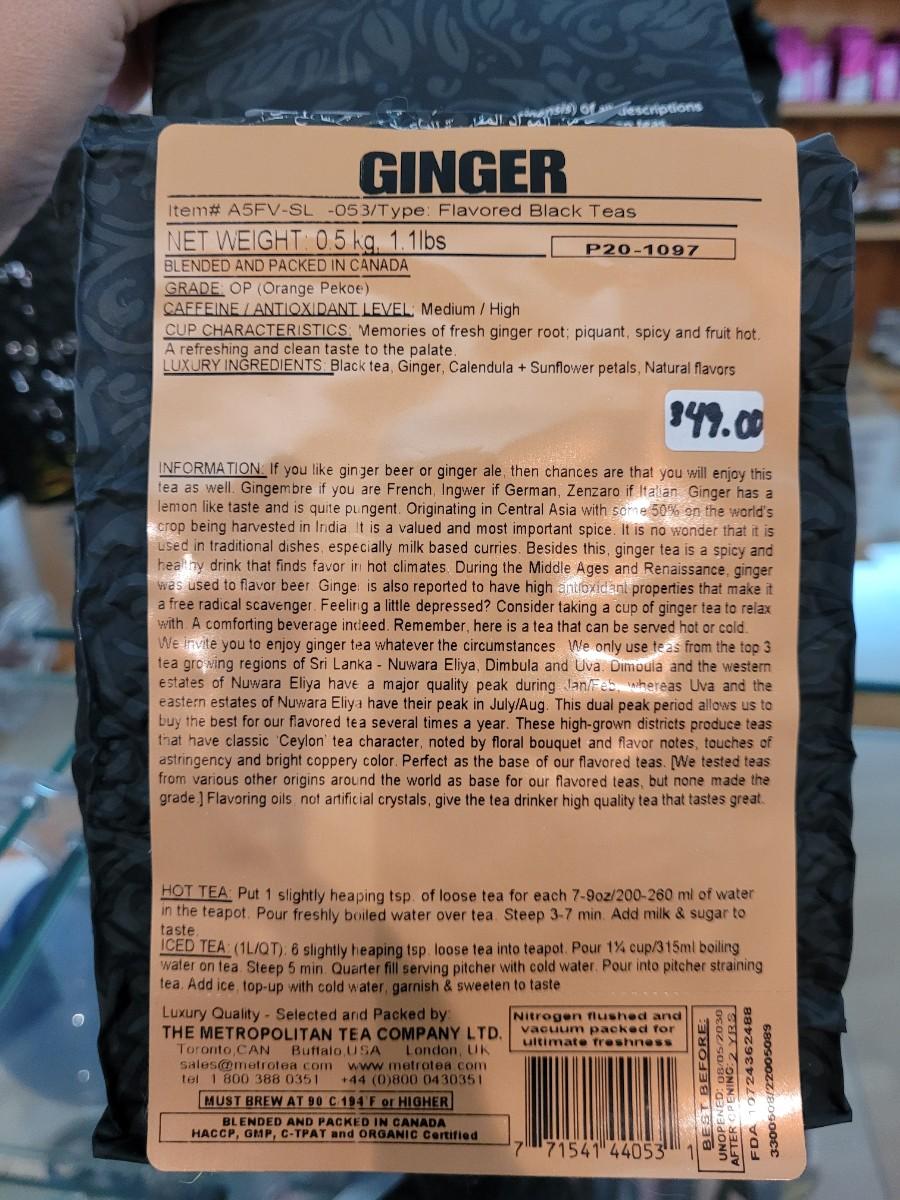 of descriptions
GINGER
Item# A5FV-SL -053/Type: Flavored Black Teas
NET WEIGHT: 0.5 kg, 1.1lbs
P20-1097
BLENDED AND PACKED IN CANADA
GRADE: OP (Orange Pekoe)
CAFFEINE / ANTIOXIDANT LEVEL: Medium / High
CUP CHARACTERISTICS: Memories of fresh ginger root; piquant, spicy and fruit hot.
A refreshing and clean taste to the palate.
LUXURY INGREDIENTS: Black tea, Ginger, Calendula + Sunflower petals, Natural flavors
$49.00
INFORMATION: If you like ginger beer or ginger ale, then chances are that you will enjoy this
tea as well. Gingembre if you are French, Ingwer if German, Zenzaro if Italian. Ginger has a
lemon like taste and is quite pungent. Originating in Central Asia with some 50% on the world's
crop being harvested in India. It is a valued and most important spice. It is no wonder that it is
used in traditional dishes, especially milk based curries. Besides this, ginger tea is a spicy and
healthy drink that finds favor in hot climates. During the Middle Ages and Renaissance, ginger
was used to flavor beer. Ginger is also reported to have high antioxidant properties that make it
a free radical scavenger. Feeling a little depressed? Consider taking a cup of ginger tea to relax
with. A comforting beverage indeed. Remember, here is a tea that can be served hot or cold.
We invite you to enjoy ginger tea whatever the circumstances. We only use teas from the top 3
tea growing regions of Sri Lanka - Nuwara Eliya, Dimbula and Uva. Dimbula and the western
estates of Nuwara Eliya have a major quality peak during Jan/Feb, whereas Uva and the
eastern estates of Nuwara Eliya have their peak in July/Aug. This dual peak period allows us to
buy the best for our flavored tea several times a year. These high-grown districts produce teas
that have classic 'Ceylon' tea character, noted by floral bouquet and flavor notes, touches of
astringency and bright coppery color. Perfect as the base of our flavored teas. [We tested teas
from various other origins around the world as base for our flavored teas, but none made the
grade.] Flavoring oils, not artificial crystals, give the tea drinker high quality tea that tastes great.
HOT TEA: Put 1 slightly heaping tsp. of loose tea for each 7-9oz/200-260 ml of water
in the teapot. Pour freshly boiled water over tea. Steep 3-7 min. Add milk & sugar to
taste.
ICED TEA: (1L/QT): 6 slightly heaping tsp. loose tea into teapot. Pour 1¼ cup/315ml boiling
water on tea. Steep 5 min. Quarter fill serving pitcher with cold water. Pour into pitcher straining
tea. Add ice, top-up with cold water, garnish & sweeten to taste
Luxury Quality - Selected and Packed by:
THE METROPOLITAN TEA COMPANY LTD.
Toronto,CAN Buffalo,USA London, UK
sales@metrotea.com www.metrotea.com
tel 1 800 388 0351 +44 (0)800 0430351
MUST BREW AT 90 C 194 F or HIGHER
BLENDED AND PACKED IN CANADA
HACCP, GMP, C-TPAT and ORGANIC Certified
Nitrogen flushed and
vacuum packed for
ultimate freshness
7 71541 44053 1
BEST BEFORE:
UNOPENED: 08/05/2030
AFTER OPENING: 2 YRS.
FDA 10724362488
3300508/22005089